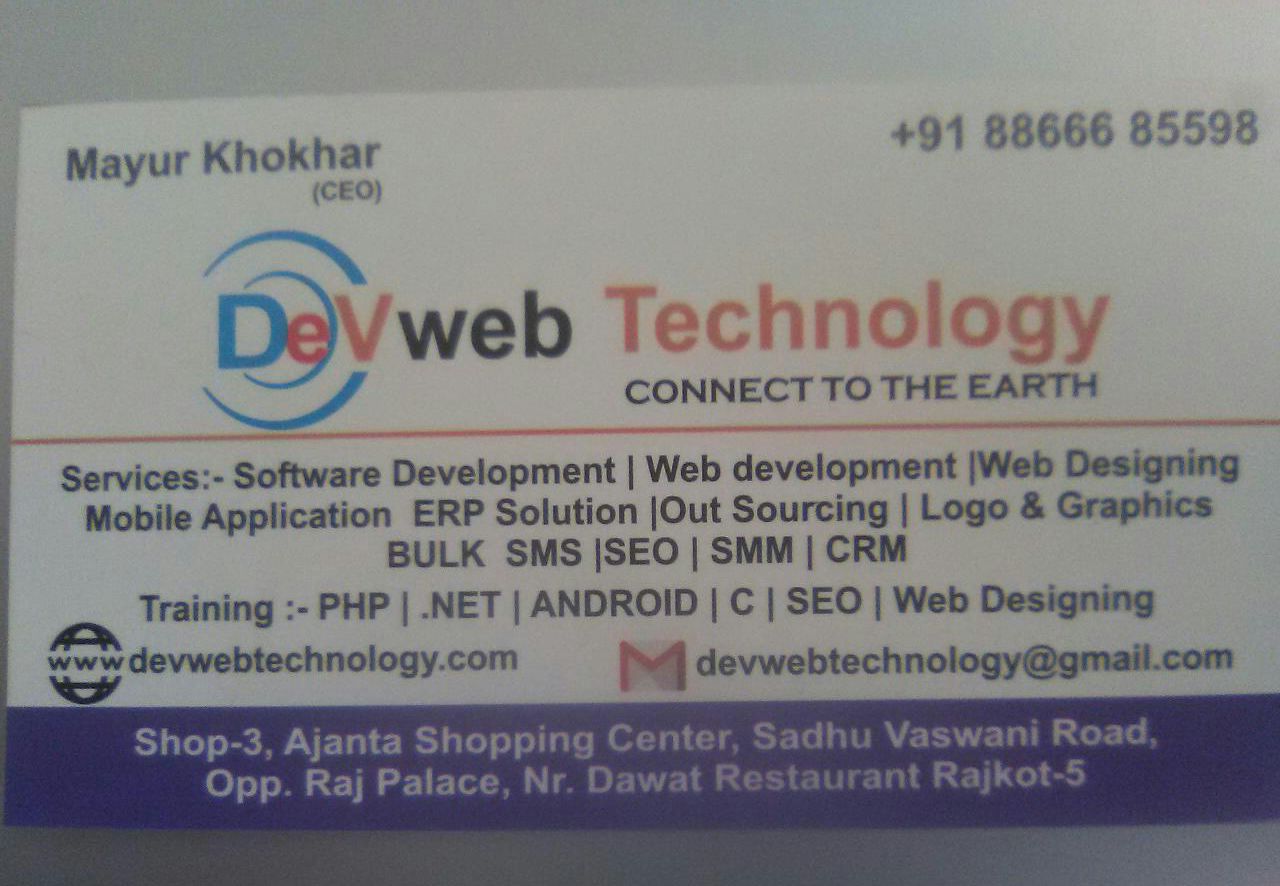 Mayur Khokhar
(CEO)
+91 88666 85598
DeVweb Technology
CONNECT TO THE EARTH
Services:- Software Development | Web development |Web Designing
Mobile Application ERP Solution |Out Sourcing | Logo & Graphics
BULK SMS |SEO | SMM | CRM
Training :- PHP | .NET | ANDROID | C | SEO | Web Designing
www devwebtechnology.com
devwebtechnology@gmail.com
Shop-3, Ajanta Shopping Center, Sadhu Vaswani Road,
Opp. Raj Palace, Nr. Dawat Restaurant Rajkot-5